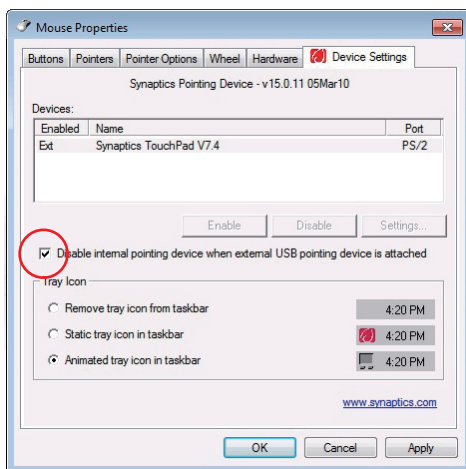 Mouse Properties
Buttons Pointers Pointer Options Wheel Hardware Device Settings
Synaptics Pointing Device - v15.0.11 05Mar10
Devices:
Enabled Name Port
Ext Synaptics TouchPad V7.4 PS/2
Enable Disable Settings...
Disable internal pointing device when external USB pointing device is attached
Tray Icon
Remove tray icon from taskbar 4:20 PM
Static tray icon in taskbar 4:20 PM
Animated tray icon in taskbar 4:20 PM
www.synaptics.com
OK Cancel Apply